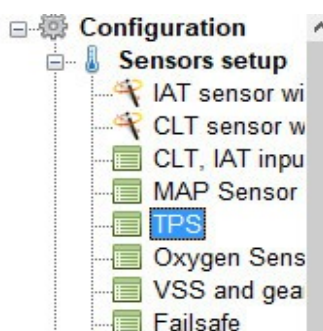 Configuration
Sensors setup
IAT sensor wi
CLT sensor w
CLT, IAT inpu
MAP Sensor
TPS
Oxygen Sens
VSS and gea
Failsafe